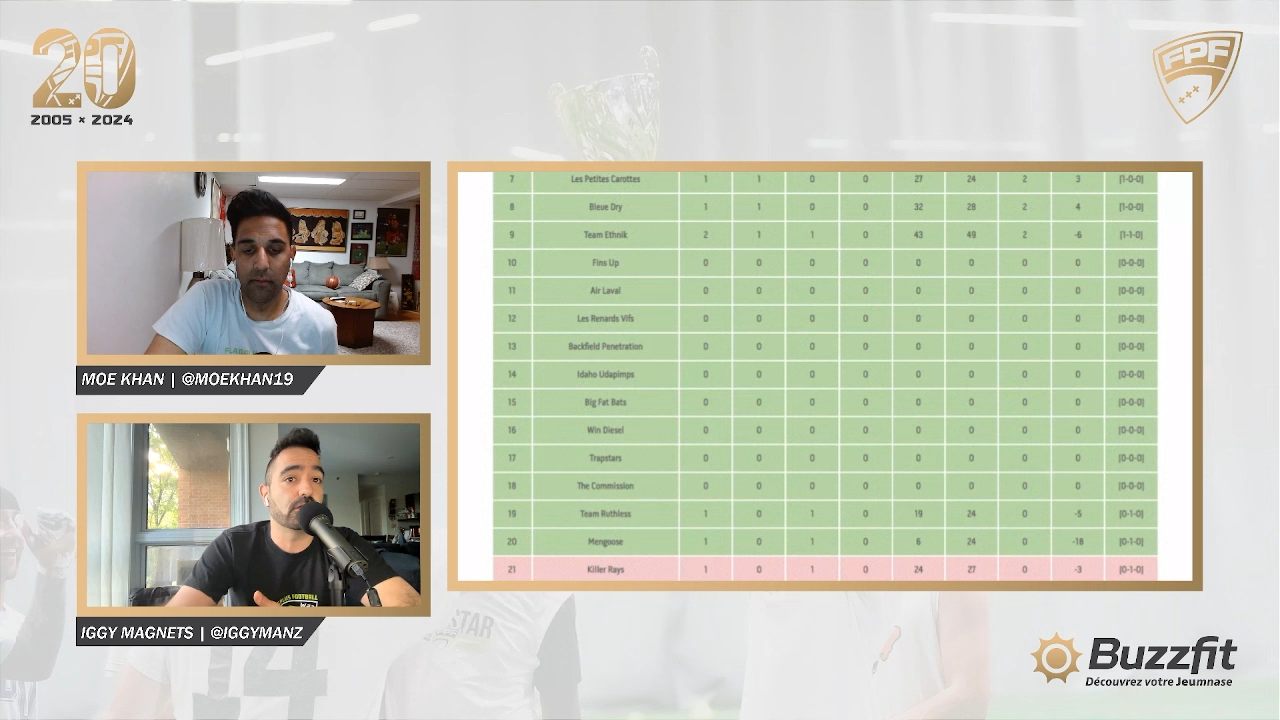 20
2005 × 2024
FPF
MOE KHAN | @MOEKHAN19
IGGY MAGNETS | @IGGYMANZ
7 Les Petites Carottes 1 1 0 0 27 24 2 3 [1-0-0]
8 Bleue Dry 1 1 0 0 32 28 2 4 [1-0-0]
9 Team Ethnik 2 1 1 0 43 49 2 -6 [1-1-0]
10 Fins Up 0 0 0 0 0 0 0 0 [0-0-0]
11 Air Laval 0 0 0 0 0 0 0 0 [0-0-0]
12 Les Renards Vifs 0 0 0 0 0 0 0 0 [0-0-0]
13 Backfield Penetration 0 0 0 0 0 0 0 0 [0-0-0]
14 Idaho Udapimps 0 0 0 0 0 0 0 0 [0-0-0]
15 Big Fat Bats 0 0 0 0 0 0 0 0 [0-0-0]
16 Win Diesel 0 0 0 0 0 0 0 0 [0-0-0]
17 Trapstars 0 0 0 0 0 0 0 0 [0-0-0]
18 The Commission 0 0 0 0 0 0 0 0 [0-0-0]
19 Team Ruthless 1 0 1 0 19 24 0 -5 [0-1-0]
20 Mengoose 1 0 1 0 6 24 0 -18 [0-1-0]
21 Killer Rays 1 0 1 0 24 27 0 -3 [0-1-0]
STAR
14
Buzzfit
Découvrez votre Jeumnase